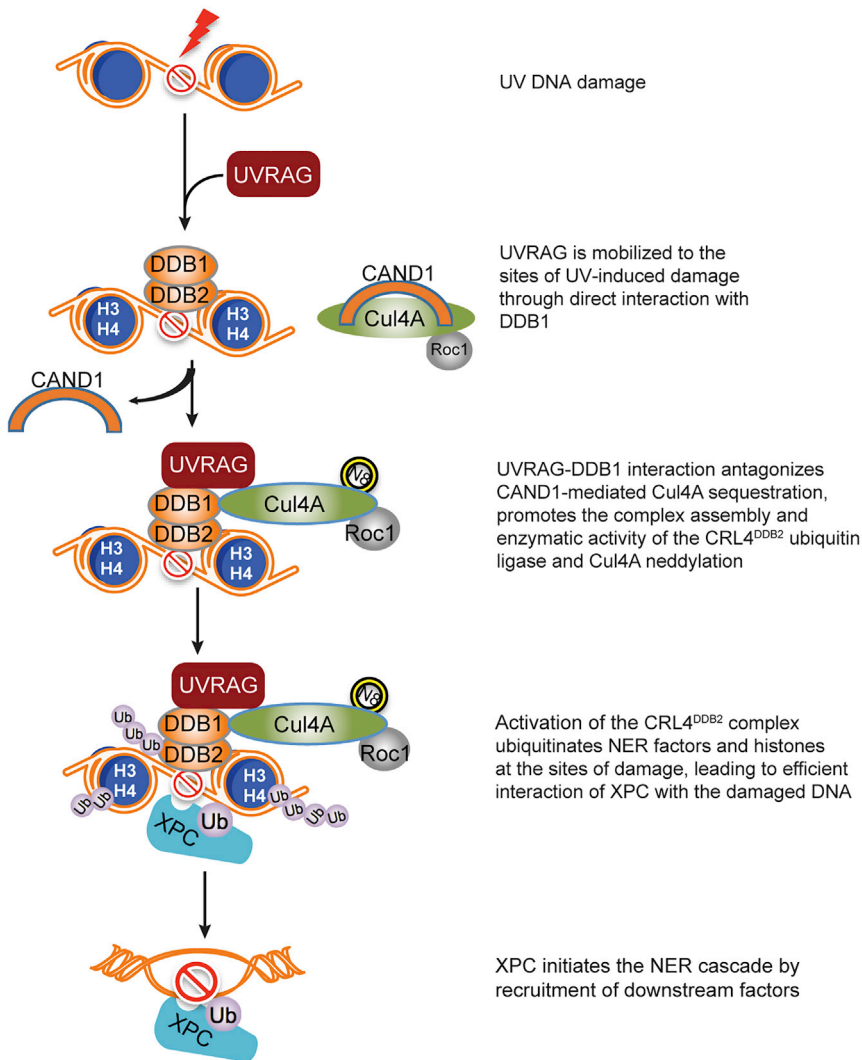 UV DNA damage
UVRAG
DDB1
DDB2
H3
H4
H3
H4
CAND1
Cul4A
Roc1
UVRAG is mobilized to the
sites of UV-induced damage
through direct interaction with
DDB1
CAND1
UVRAG
DDB1
DDB2
Cul4A
N8
Roc1
H3
H4
H3
H4
UVRAG-DDB1 interaction antagonizes
CAND1-mediated Cul4A sequestration,
promotes the complex assembly and
enzymatic activity of the CRL4DDB2 ubiquitin
ligase and Cul4A neddylation
UVRAG
DDB1
DDB2
Cul4A
N8
Roc1
Ub
Ub
Ub
H3
H4
H3
H4
Ub
Ub
Ub
Ub
Ub
Ub
XPC
Ub
Activation of the CRL4DDB2 complex
ubiquitinates NER factors and histones
at the sites of damage, leading to efficient
interaction of XPC with the damaged DNA
XPC
Ub
XPC initiates the NER cascade by
recruitment of downstream factors